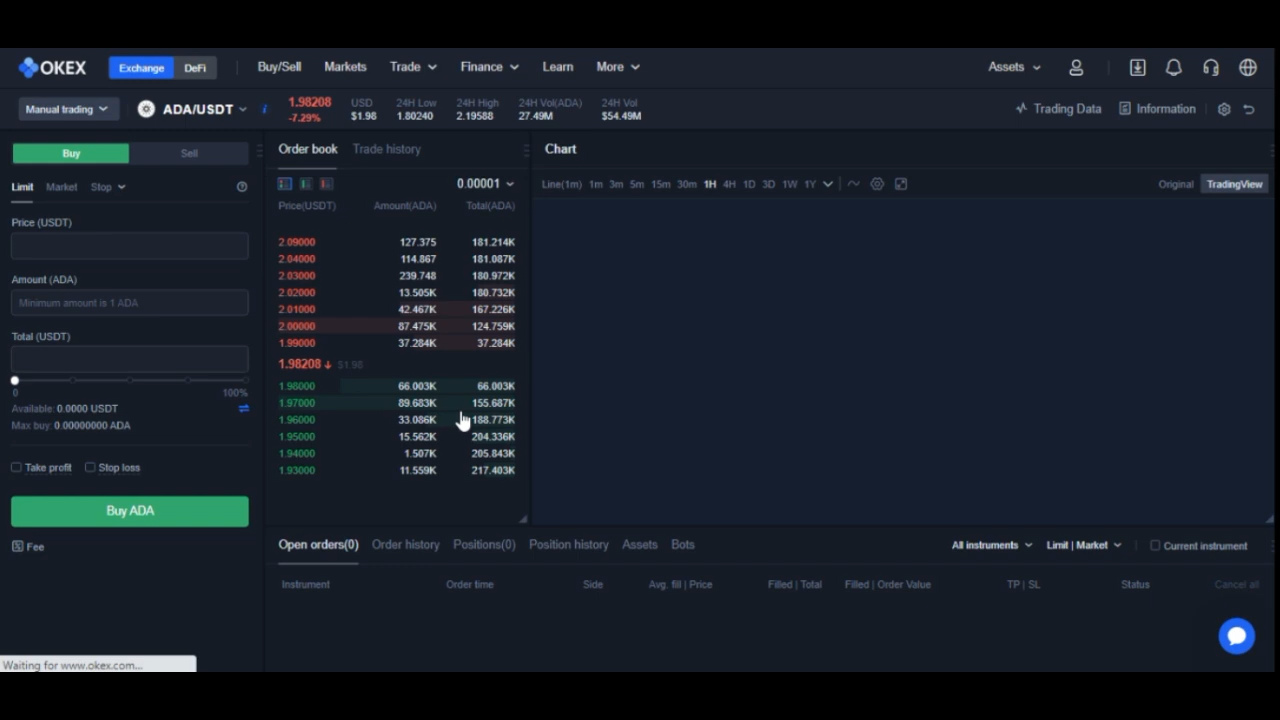 OKEX Exchange DeFi Buy/Sell Markets Trade Finance Learn More Assets
Manual trading ADA/USDT 1.98208 -7.29% USD $1.98 24H Low 1.80240 24H High 2.19588 24H Vol(ADA) 27.49M 24H Vol $54.49M Trading Data Information
Buy Sell
Limit Market Stop
Price (USDT)
Amount (ADA)
Minimum amount is 1 ADA
Total (USDT)
0 100%
Available: 0.0000 USDT
Max buy: 0.00000000 ADA
Take profit Stop loss
Buy ADA
Fee
Order book Trade history
0.00001
Price(USDT) Amount(ADA) Total(ADA)
2.09000 127.375 181.214K
2.04000 114.867 181.087K
2.03000 239.748 180.972K
2.02000 13.505K 180.732K
2.01000 42.467K 167.226K
2.00000 87.475K 124.759K
1.99000 37.284K 37.284K
1.98208 $1.98
1.98000 66.003K 66.003K
1.97000 89.683K 155.687K
1.96000 33.086K 188.773K
1.95000 15.562K 204.336K
1.94000 1.507K 205.843K
1.93000 11.559K 217.403K
Chart
Line(1m) 1m 3m 5m 15m 30m 1H 4H 1D 3D 1W 1Y Original TradingView
Open orders(0) Order history Positions(0) Position history Assets Bots All instruments Limit | Market Current instrument
Instrument Order time Side Avg. fill | Price Filled | Total Filled | Order Value TP | SL Status Cancel all
Waiting for www.okex.com...